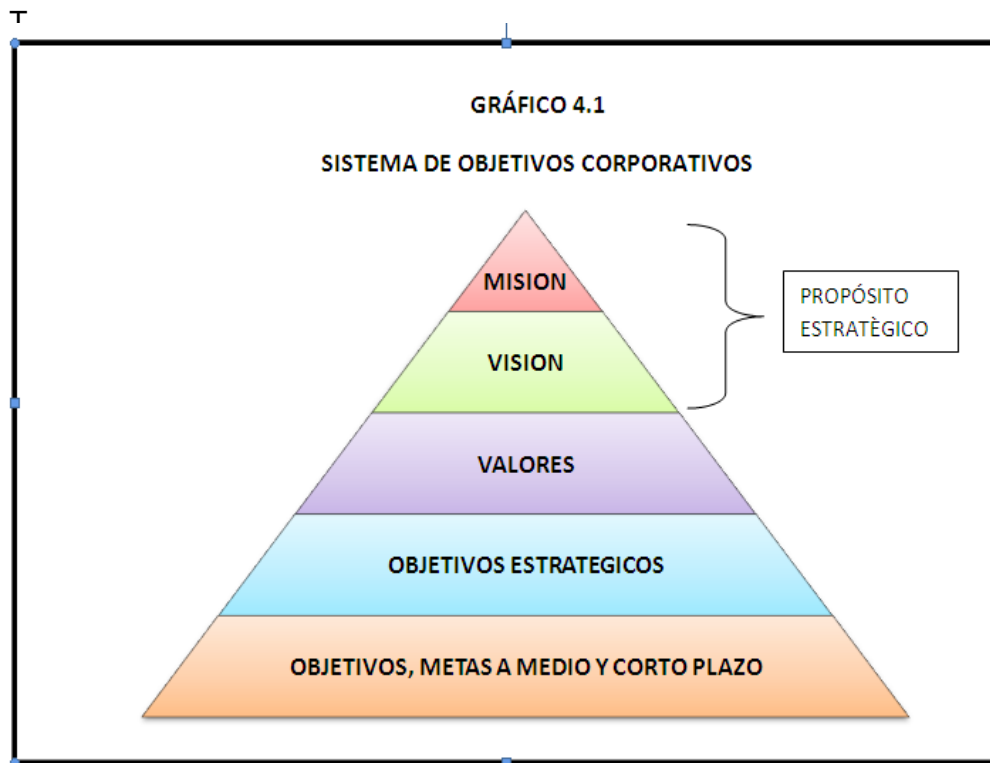 GRÁFICO 4.1
SISTEMA DE OBJETIVOS CORPORATIVOS
MISION
PROPÓSITO
ESTRATÈGICO
VISION
VALORES
OBJETIVOS ESTRATEGICOS
OBJETIVOS, METAS A MEDIO Y CORTO PLAZO